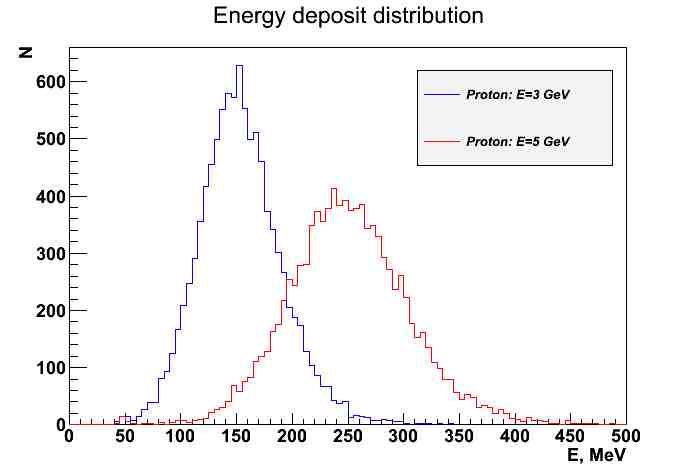 Energy deposit distribution
N
600
500
400
300
200
100
0
Proton: E=3 GeV
Proton: E=5 GeV
0 50 100 150 200 250 300 350 400 450 500
E, MeV